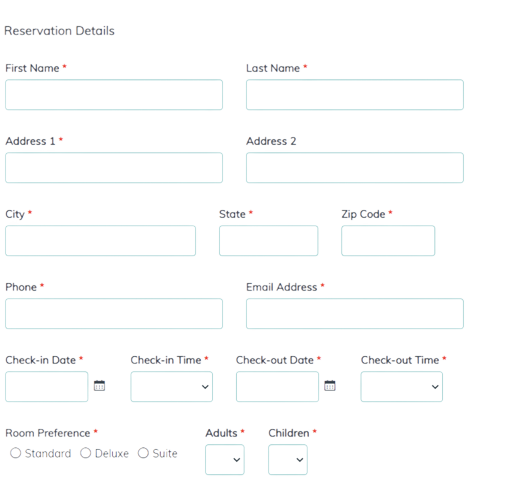 Reservation Details
First Name * Last Name *
Address 1 * Address 2
City * State * Zip Code *
Phone * Email Address *
Check-in Date * Check-in Time * Check-out Date * Check-out Time *
Room Preference * Adults * Children *
Standard Deluxe Suite